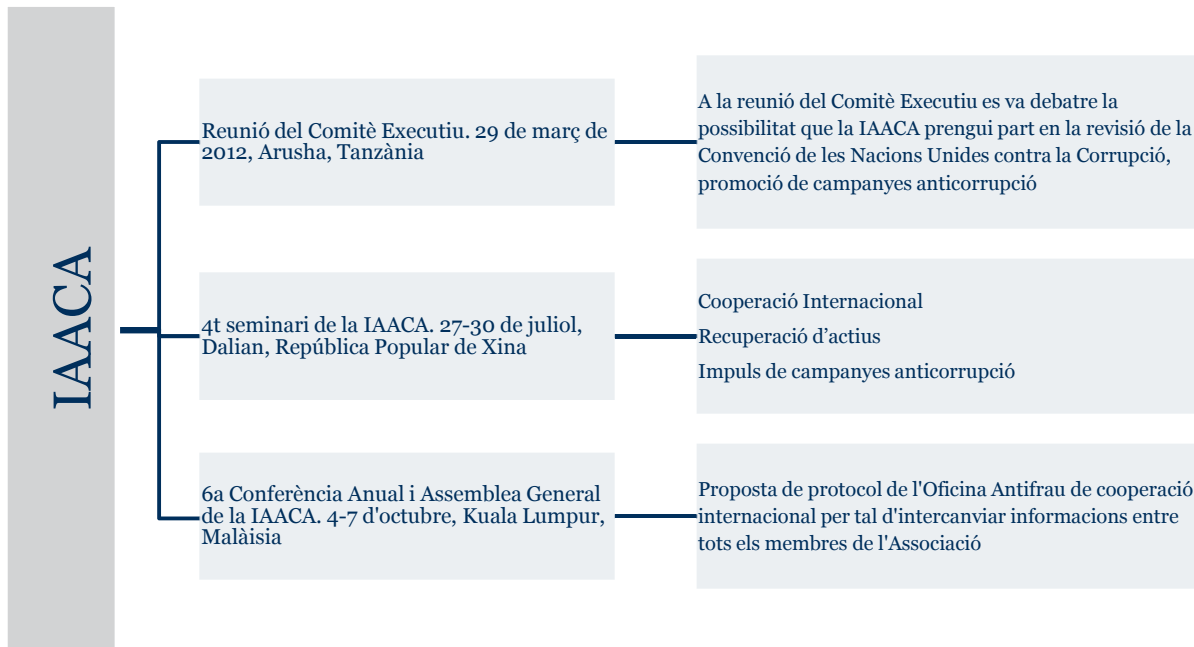 IAACA
Reunió del Comitè Executiu. 29 de març de
2012, Arusha, Tanzània
A la reunió del Comitè Executiu es va debatre la
possibilitat que la IAACA prengui part en la revisió de la
Convenció de les Nacions Unides contra la Corrupció,
promoció de campanyes anticorrupció
4t seminari de la IAACA. 27-30 de juliol,
Dalian, República Popular de Xina
Cooperació Internacional
Recuperació d’actius
Impuls de campanyes anticorrupció
6a Conferència Anual i Assemblea General
de la IAACA. 4-7 d'octubre, Kuala Lumpur,
Malàisia
Proposta de protocol de l'Oficina Antifrau de cooperació
internacional per tal d'intercanviar informacions entre
tots els membres de l'Associació